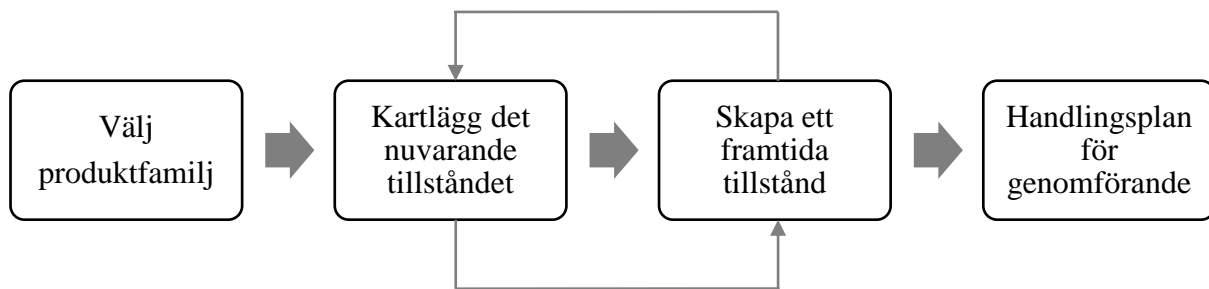 Välj
produktfamilj
Kartlägg det
nuvarande
tillståndet
Skapa ett
framtida
tillstånd
Handlingsplan
för
genomförande